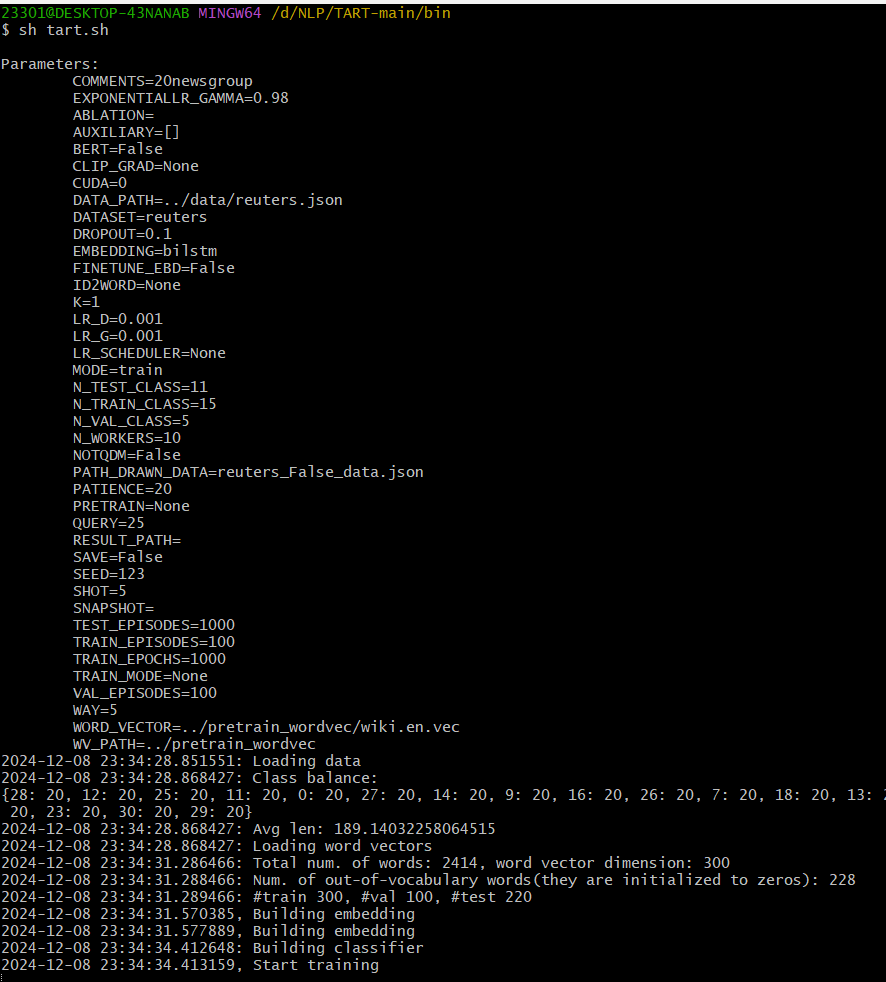 23301@DESKTOP-43NANAB MINGW64 /d/NLP/TART-main/bin
$ sh tart.sh
Parameters:
COMMENTS=20newsgroup
EXPONENTIALLR_GAMMA=0.98
ABLATION=
AUXILIARY=[]
BERT=False
CLIP_GRAD=None
CUDA=0
DATA_PATH=../data/reuters.json
DATASET=reuters
DROPOUT=0.1
EMBEDDING=bilstm
FINETUNE_EBD=False
ID2WORD=None
K=1
LR_D=0.001
LR_G=0.001
LR_SCHEDULER=None
MODE=train
N_TEST_CLASS=11
N_TRAIN_CLASS=15
N_VAL_CLASS=5
N_WORKERS=10
NOTQDM=False
PATH_DRAWN_DATA=reuters_False_data.json
PATIENCE=20
PRETRAIN=None
QUERY=25
RESULT_PATH=
SAVE=False
SEED=123
SHOT=5
SNAPSHOT=
TEST_EPISODES=1000
TRAIN_EPISODES=100
TRAIN_EPOCHS=1000
TRAIN_MODE=None
VAL_EPISODES=100
WAY=5
WORD_VECTOR=../pretrain_wordvec/wiki.en.vec
WV_PATH=../pretrain_wordvec
2024-12-08 23:34:28.851551: Loading data
2024-12-08 23:34:28.868427: Class balance:
{28: 20, 12: 20, 25: 20, 11: 20, 0: 20, 27: 20, 14: 20, 9: 20, 16: 20, 26: 20, 7: 20, 18: 20, 13:
20, 23: 20, 30: 20, 29: 20}
2024-12-08 23:34:28.868427: Avg len: 189.14032258064515
2024-12-08 23:34:28.868427: Loading word vectors
2024-12-08 23:34:31.286466: Total num. of words: 2414, word vector dimension: 300
2024-12-08 23:34:31.288466: Num. of out-of-vocabulary words(they are initialized to zeros): 228
2024-12-08 23:34:31.289466: #train 300, #val 100, #test 220
2024-12-08 23:34:31.570385, Building embedding
2024-12-08 23:34:31.577889, Building embedding
2024-12-08 23:34:34.412648: Building classifier
2024-12-08 23:34:34.413159, Start training